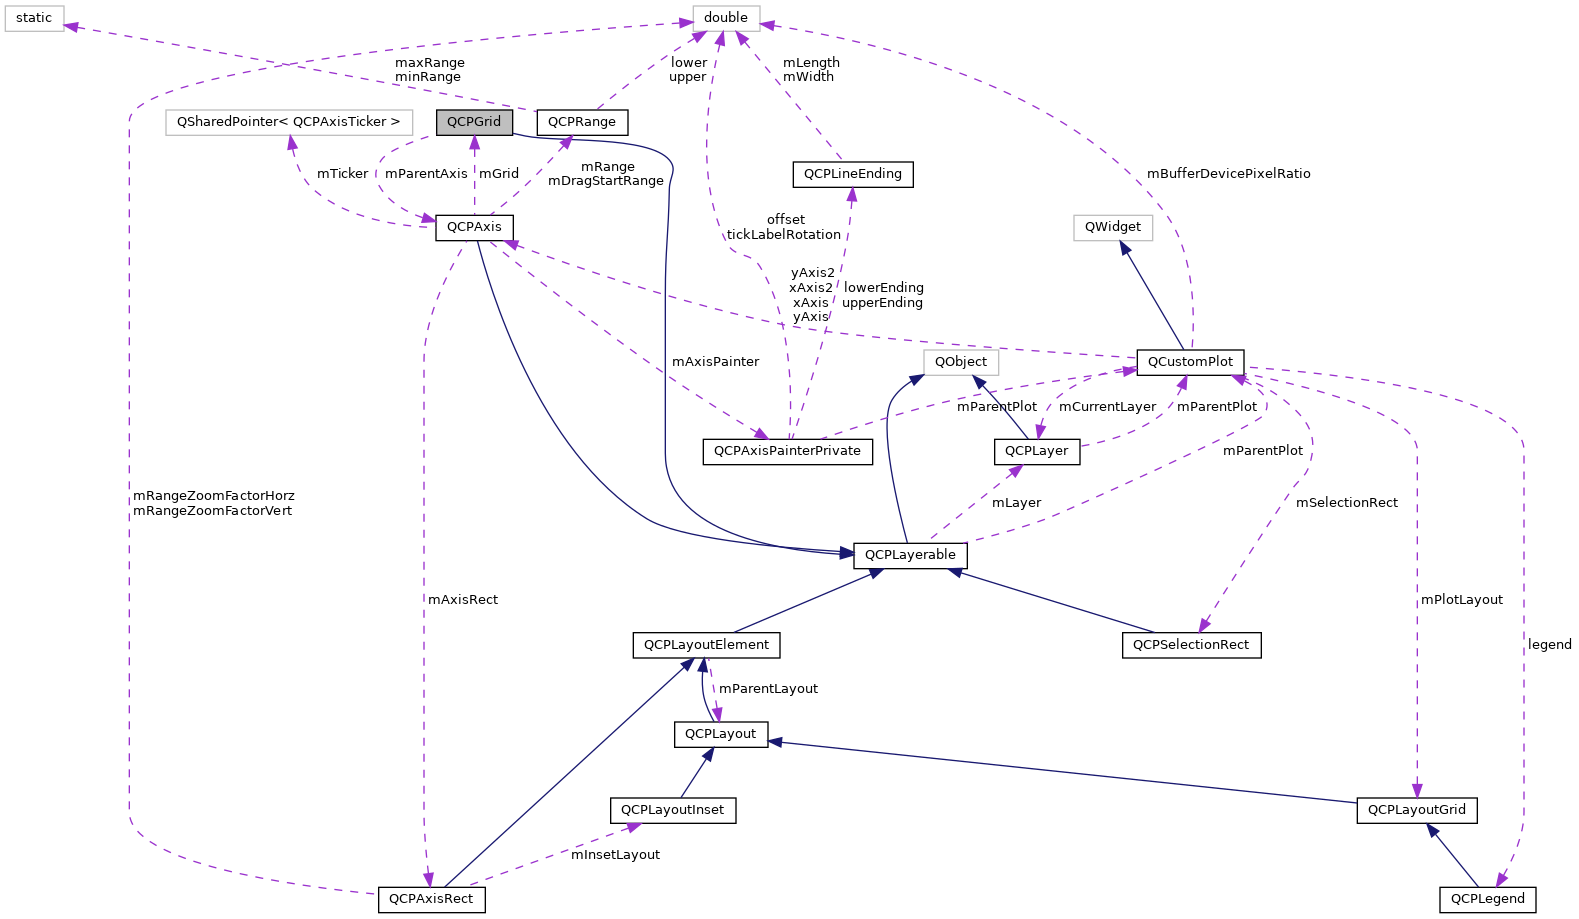 static
double
maxRange
minRange
lower
upper
mLength
mWidth
QSharedPointer< QCPAxisTicker >
QCPGrid
QCPRange
mTicker
mParentAxis
mGrid
mRange
mDragStartRange
QCPLineEnding
mBufferDevicePixelRatio
QCPAxis
offset
tickLabelRotation
QWidget
yAxis2
xAxis2
xAxis
yAxis
lowerEnding
upperEnding
mAxisPainter
QObject
QCustomPlot
mParentPlot
mCurrentLayer
mParentPlot
QCPAxisPainterPrivate
QCPLayer
mParentPlot
mRangeZoomFactorHorz
mRangeZoomFactorVert
mLayer
mSelectionRect
QCPLayerable
mAxisRect
mPlotLayout
QCPLayoutElement
QCPSelectionRect
legend
mParentLayout
QCPLayout
QCPLayoutInset
QCPLayoutGrid
mInsetLayout
QCPAxisRect
QCPLegend